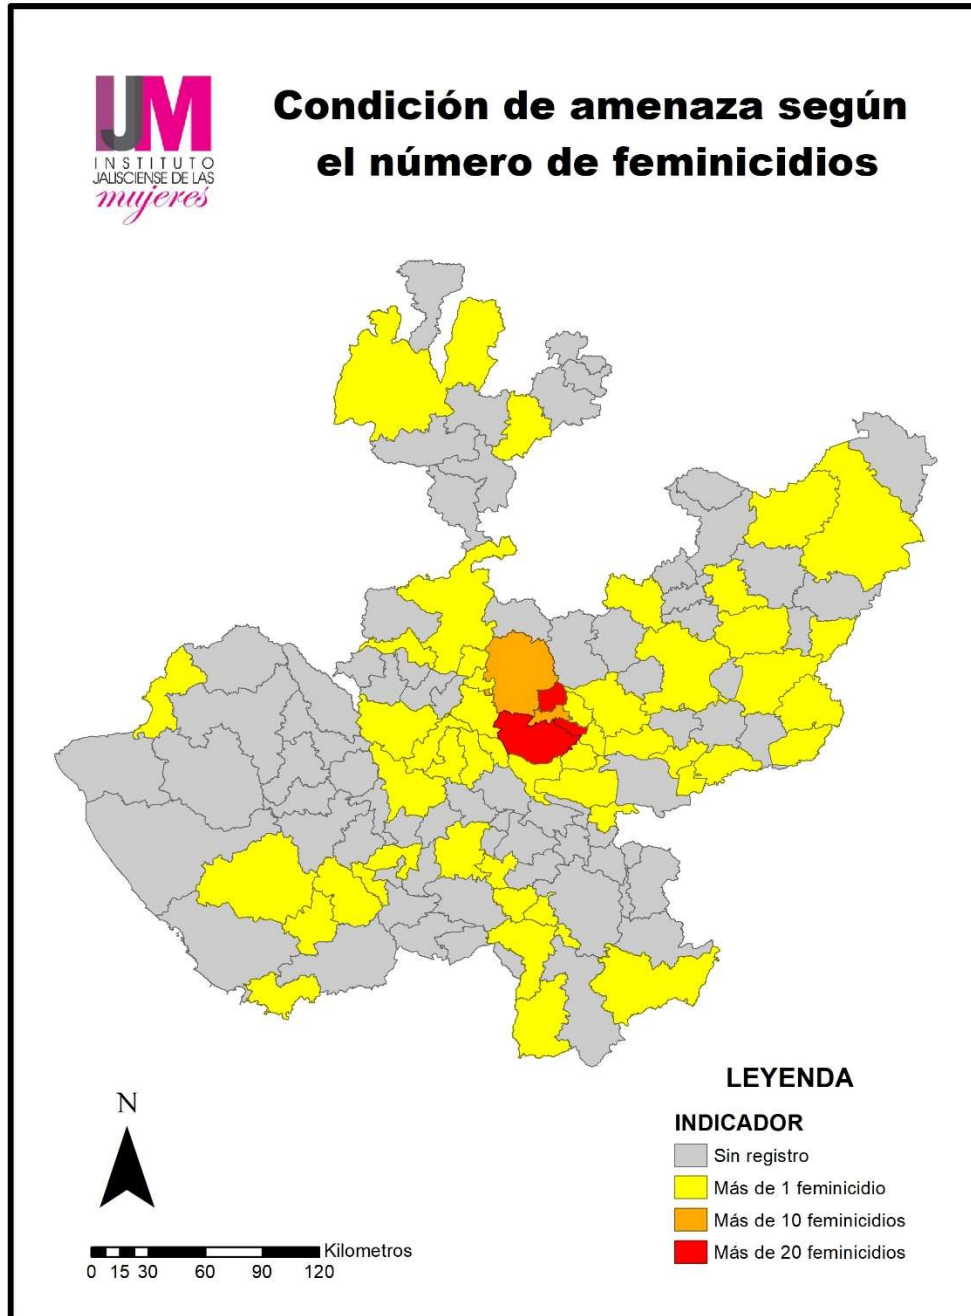 IJM
INSTITUTO
JALISCIENSE DE LAS
mujeres
Condición de amenaza según
el número de feminicidios
LEYENDA
INDICADOR
Sin registro
Más de 1 feminicidio
Más de 10 feminicidios
Más de 20 feminicidios
N
Kilometros
0 15 30 60 90 120